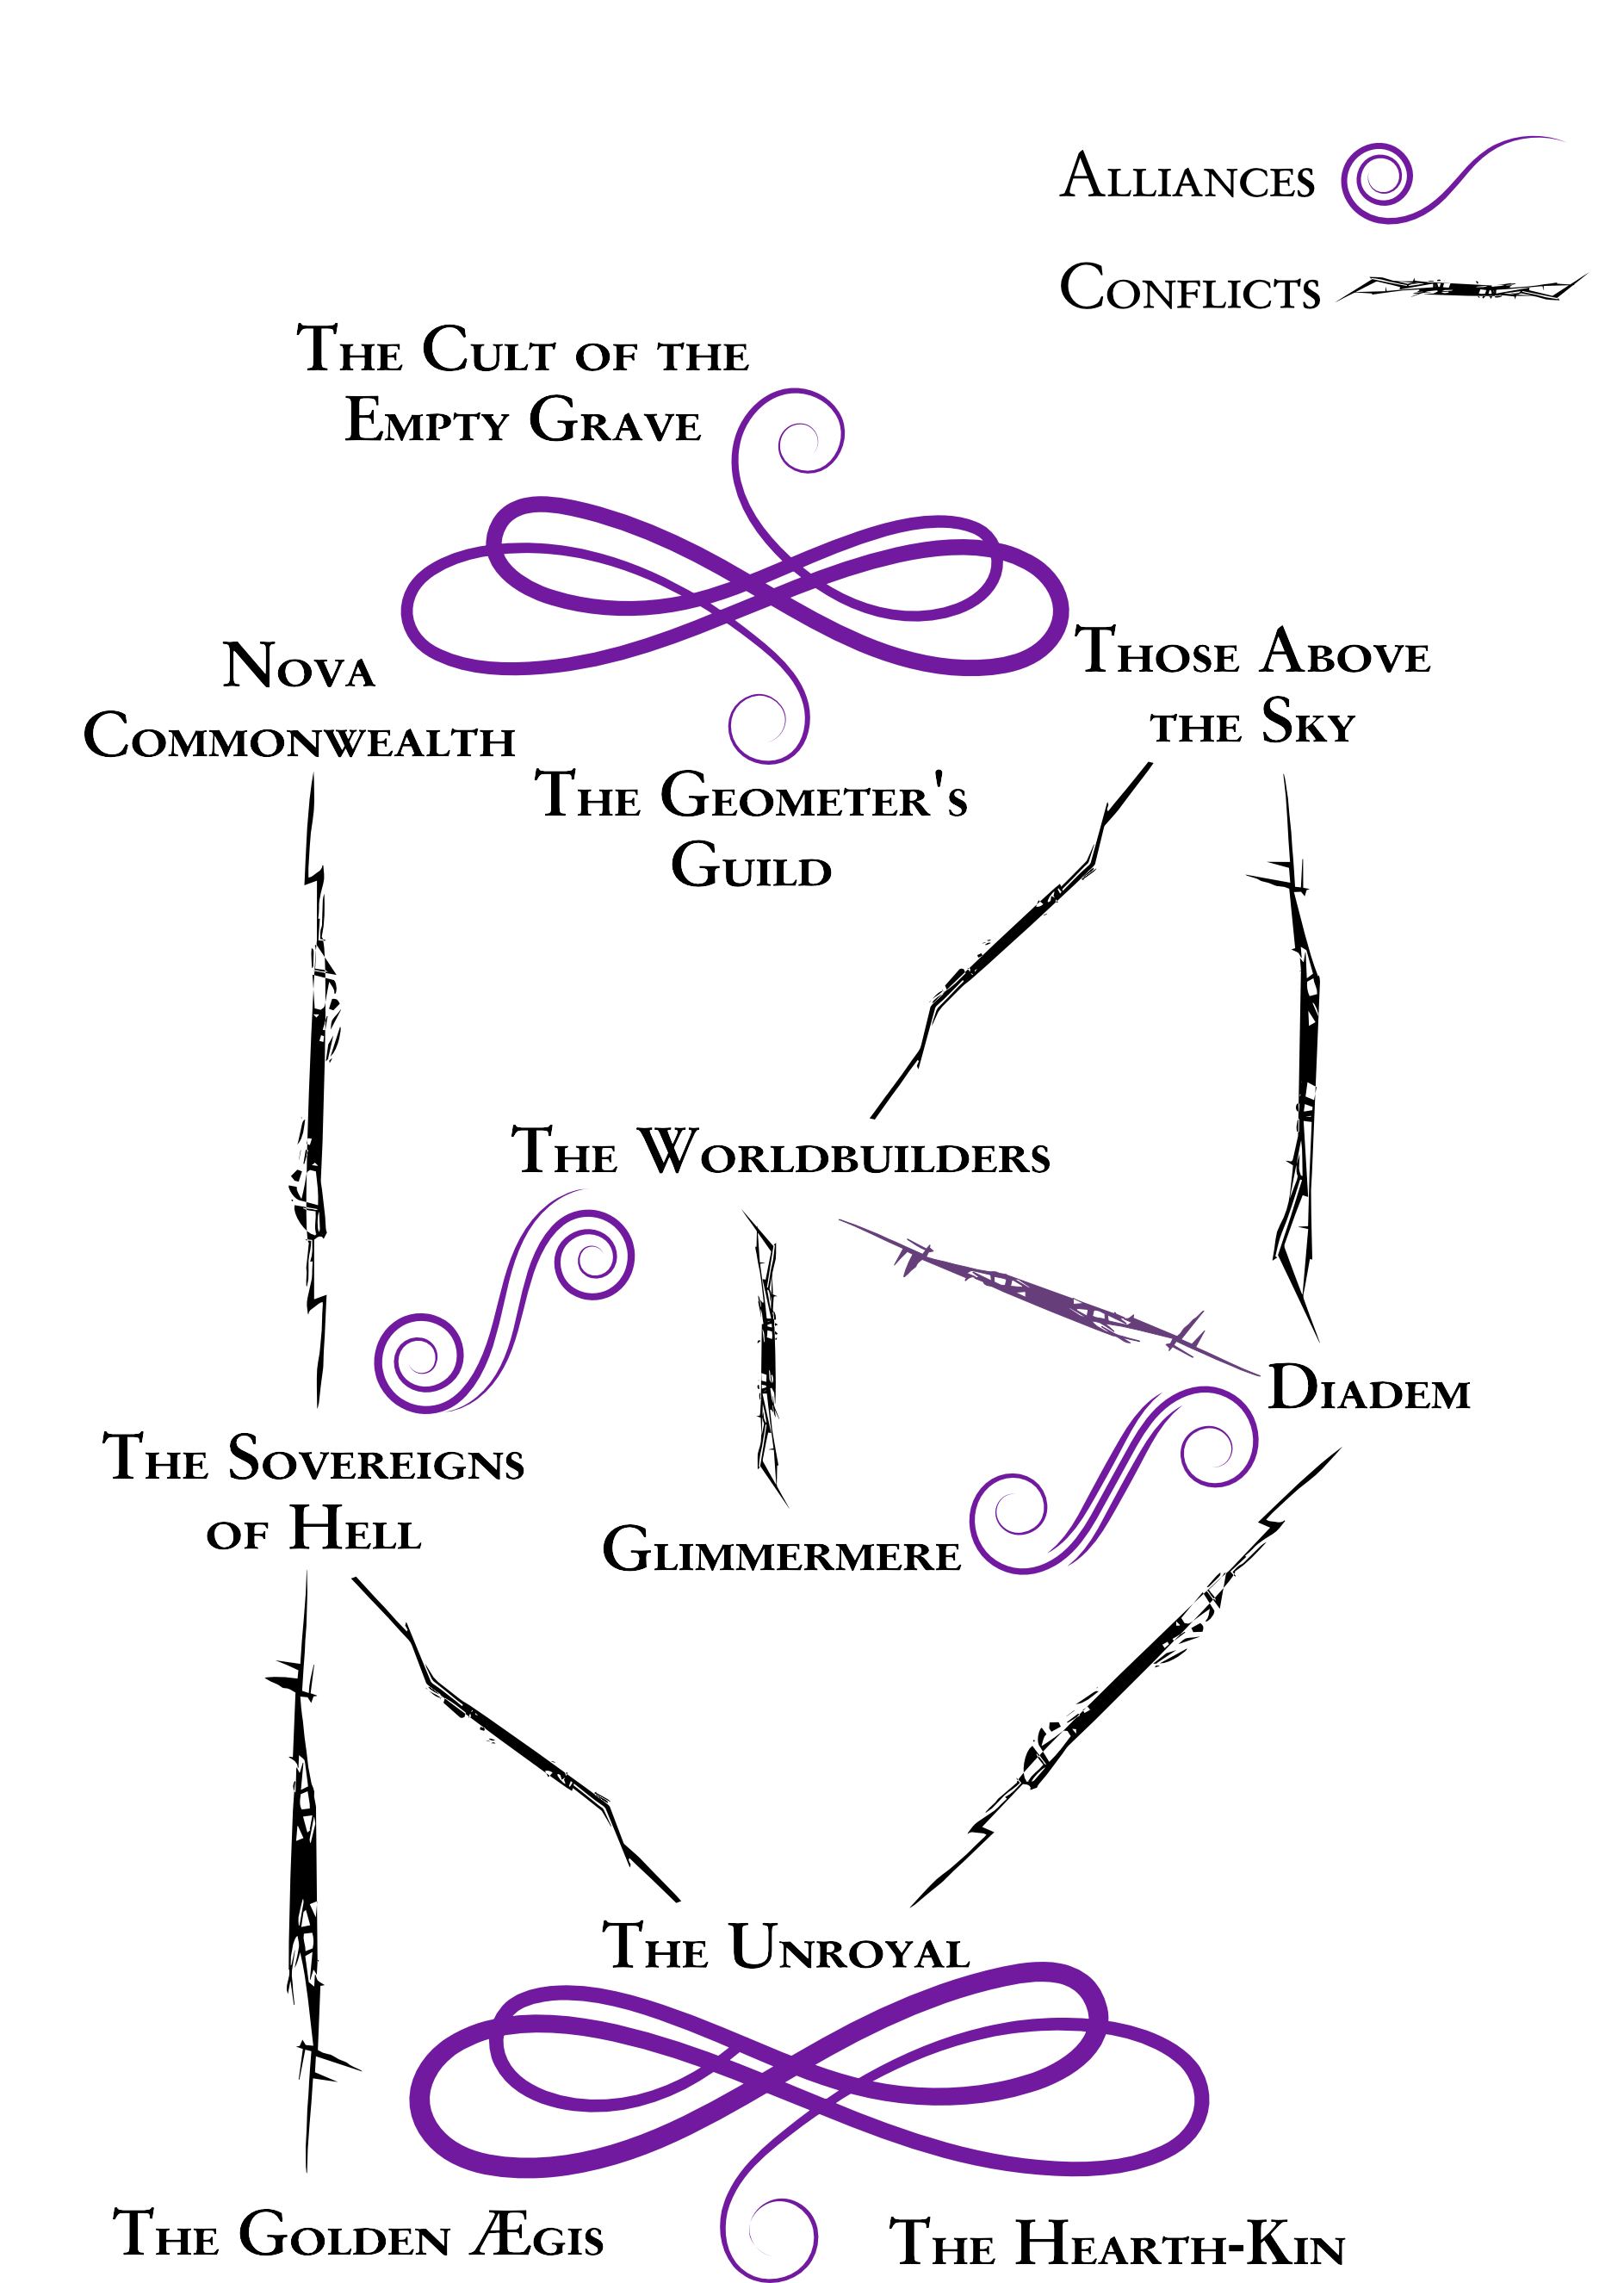 Alliances
Conflicts
The Cult of the
Empty Grave
Nova
Commonwealth
Those Above
the Sky
The Geometer's
Guild
The Worldbuilders
Diadem
The Sovereigns
of Hell
Glimmermere
The Unroyal
The Golden Ægis
The Hearth-Kin